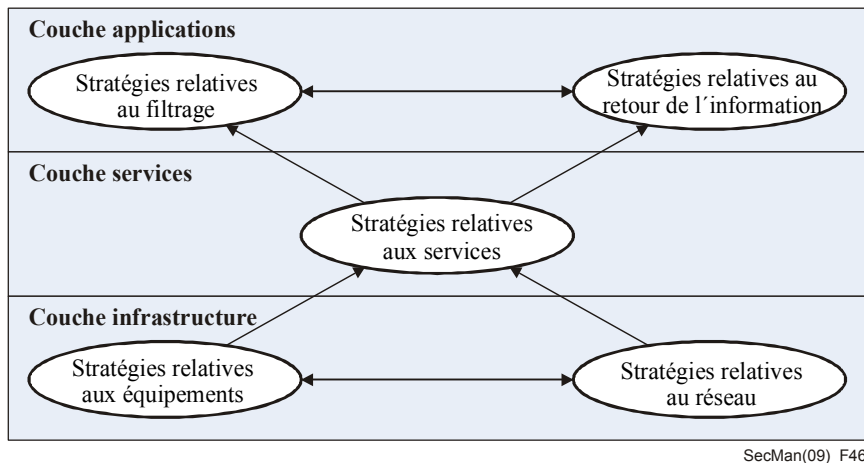 Couche applications
Stratégies relatives
au filtrage
Stratégies relatives au
retour de l´information
Couche services
Stratégies relatives
aux services
Couche infrastructure
Stratégies relatives
aux équipements
Stratégies relatives
au réseau
SecMan(09)_F46